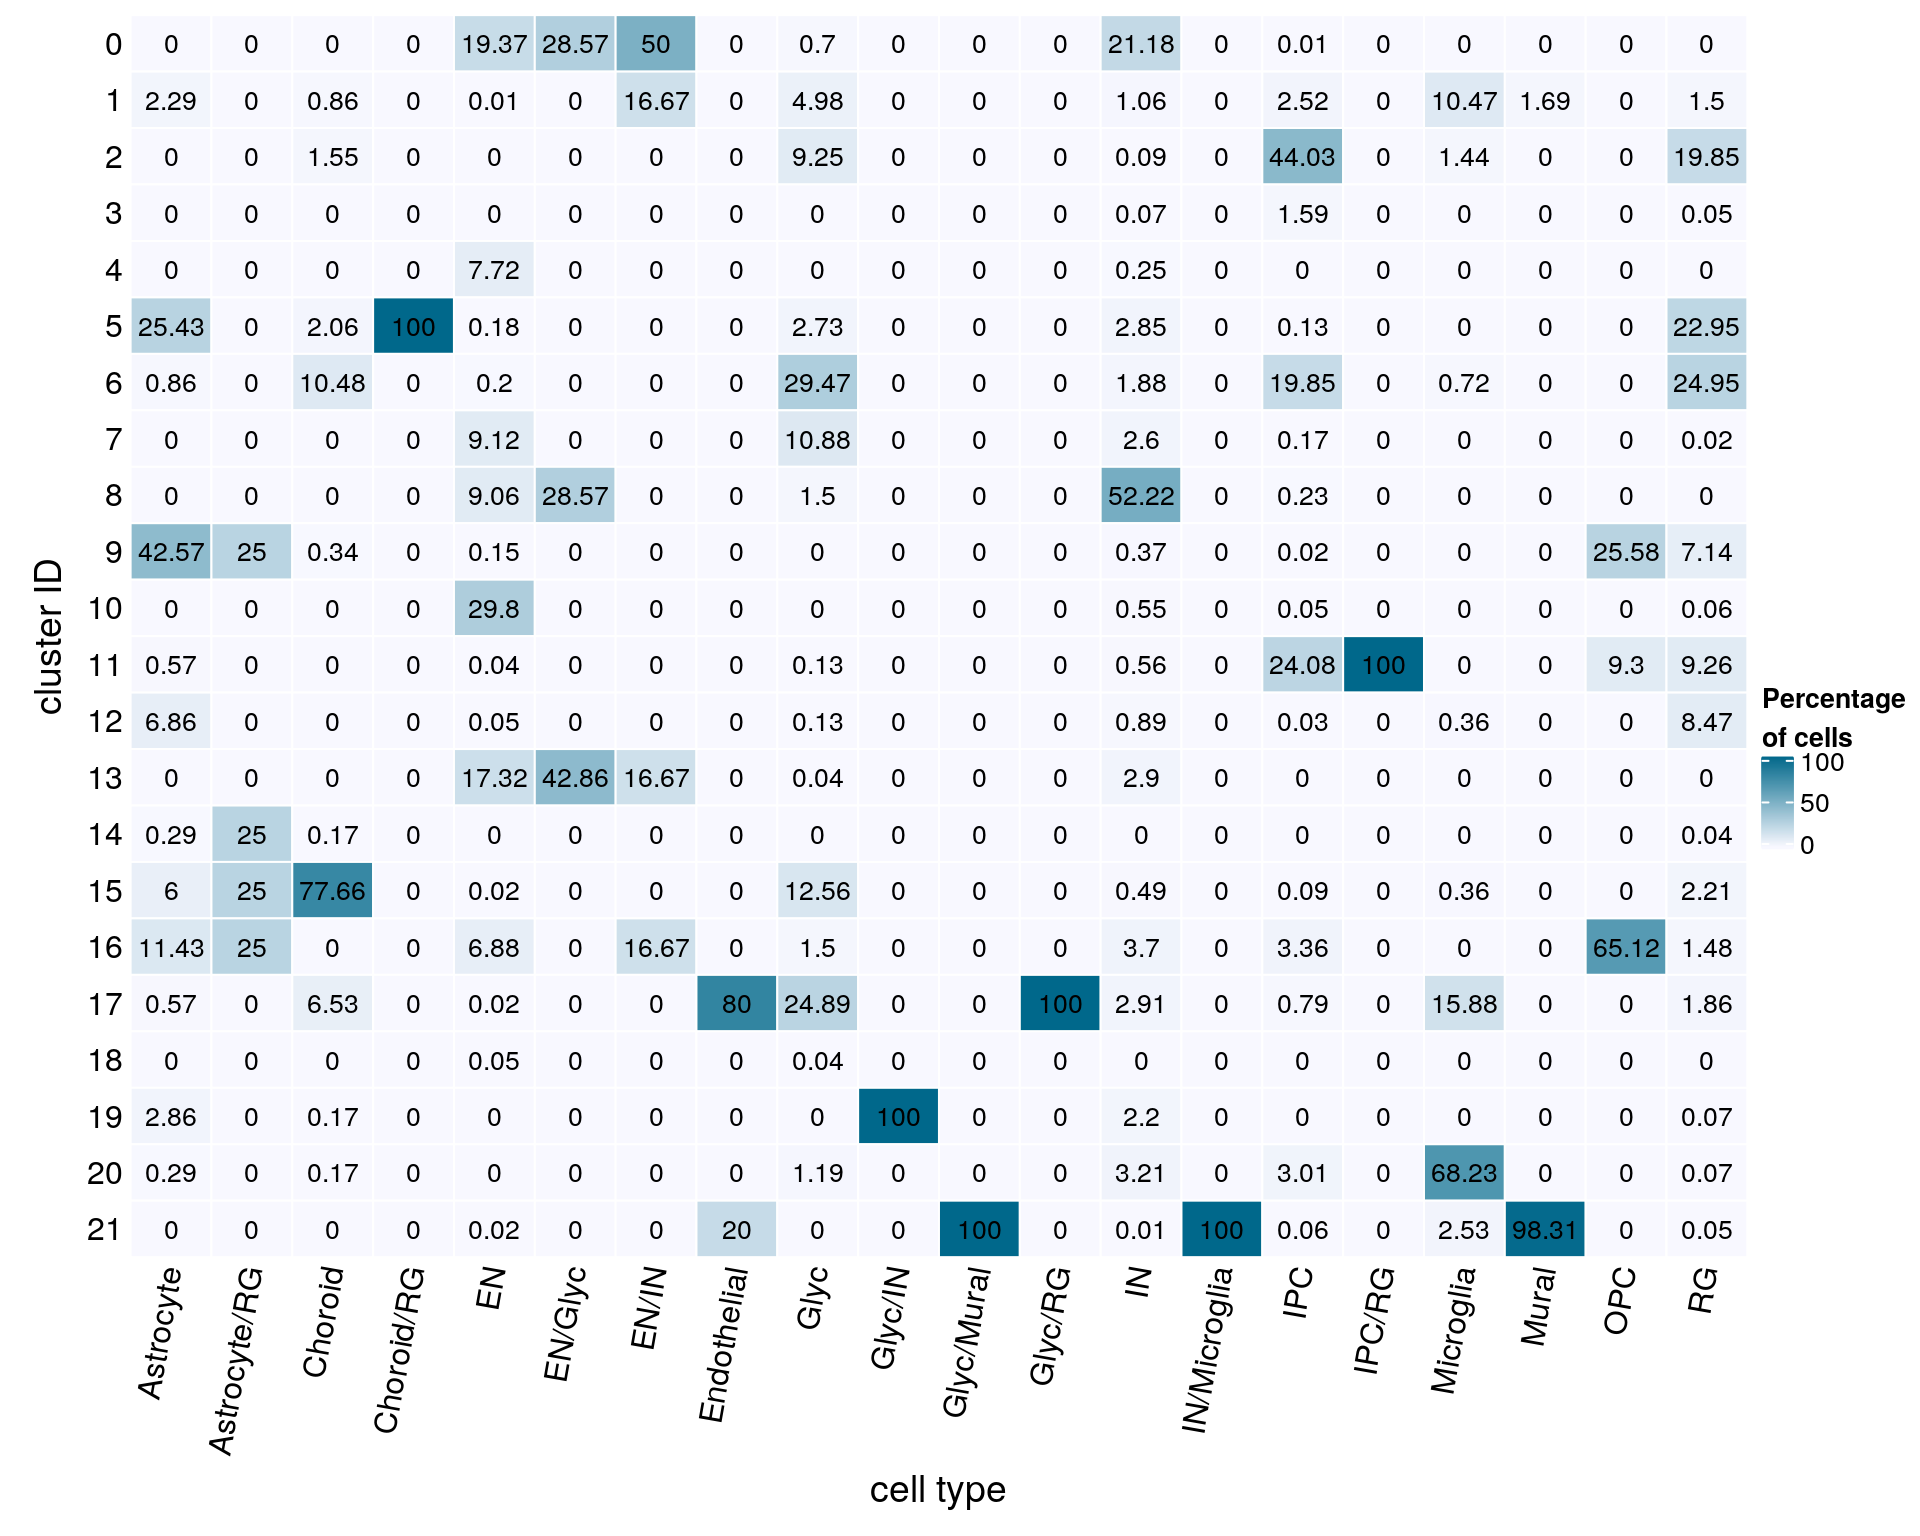 0 0 0 0 0 19.37 28.57 50 0 0.7 0 0 0 21.18 0 0.01 0 0 0 0 0
1 2.29 0 0.86 0 0.01 0 16.67 0 4.98 0 0 0 1.06 0 2.52 0 10.47 1.69 0 1.5
2 0 0 1.55 0 0 0 0 0 9.25 0 0 0 0.09 0 44.03 0 1.44 0 0 19.85
3 0 0 0 0 0 0 0 0 0 0 0 0 0.07 0 1.59 0 0 0 0 0.05
4 0 0 0 0 7.72 0 0 0 0 0 0 0 0.25 0 0 0 0 0 0 0
5 25.43 0 2.06 100 0.18 0 0 0 2.73 0 0 0 2.85 0 0.13 0 0 0 0 22.95
6 0.86 0 10.48 0 0.2 0 0 0 29.47 0 0 0 1.88 0 19.85 0 0.72 0 0 24.95
7 0 0 0 0 9.12 0 0 0 10.88 0 0 0 2.6 0 0.17 0 0 0 0 0.02
8 0 0 0 0 9.06 28.57 0 0 1.5 0 0 0 52.22 0 0.23 0 0 0 0 0
9 42.57 25 0.34 0 0.15 0 0 0 0 0 0 0 0.37 0 0.02 0 0 0 25.58 7.14
10 0 0 0 0 29.8 0 0 0 0 0 0 0 0.55 0 0.05 0 0 0 0 0.06
11 0.57 0 0 0 0.04 0 0 0 0.13 0 0 0 0.56 0 24.08 100 0 0 9.3 9.26
12 6.86 0 0 0 0.05 0 0 0 0.13 0 0 0 0.89 0 0.03 0 0.36 0 0 8.47
13 0 0 0 0 17.32 42.86 16.67 0 0.04 0 0 0 2.9 0 0 0 0 0 0 0
14 0.29 25 0.17 0 0 0 0 0 0 0 0 0 0 0 0 0 0 0 0 0.04
15 6 25 77.66 0 0.02 0 0 0 12.56 0 0 0 0.49 0 0.09 0 0.36 0 0 2.21
16 11.43 25 0 0 6.88 0 16.67 0 1.5 0 0 0 3.7 0 3.36 0 0 0 65.12 1.48
17 0.57 0 6.53 0 0.02 0 0 80 24.89 0 0 100 2.91 0 0.79 0 15.88 0 0 1.86
18 0 0 0 0 0.05 0 0 0 0.04 0 0 0 0 0 0 0 0 0 0 0
19 2.86 0 0.17 0 0 0 0 0 0 100 0 0 2.2 0 0 0 0 0 0 0.07
20 0.29 0 0.17 0 0 0 0 0 1.19 0 0 0 3.21 0 3.01 0 68.23 0 0 0.07
21 0 0 0 0 0.02 0 0 20 0 0 100 0 0.01 100 0.06 0 2.53 98.31 0 0.05
Astrocyte Astrocyte/RG Choroid Choroid/RG EN EN/Glyc EN/IN Endothelial Glyc Glyc/IN Glyc/Mural Glyc/RG IN IN/Microglia IPC IPC/RG Microglia Mural OPC RG
cell type
cluster ID
Percentage
of cells
100
50
0